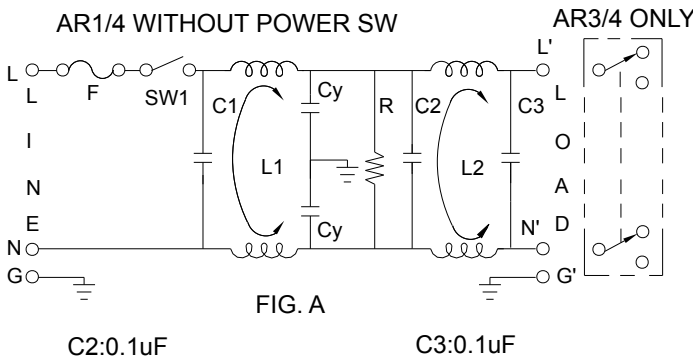 AR1/4 WITHOUT POWER SW
AR3/4 ONLY
L
L'
F
SW1
C1
Cy
R
C2
C3
L
I
N
E
L
O
A
D
L1
L2
Cy
N
N'
G
G'
FIG. A
C2:0.1uF
C3:0.1uF